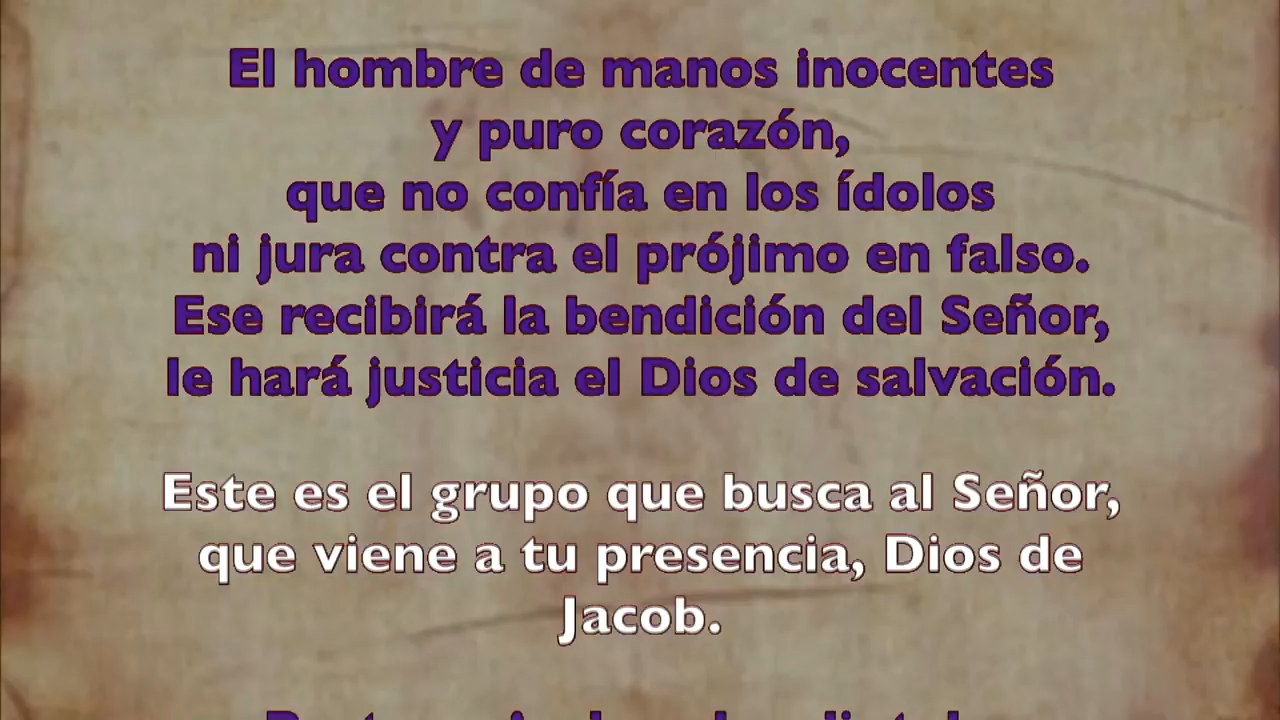 El hombre de manos inocentes
y puro corazón,
que no confía en los ídolos
ni jura contra el prójimo en falso.
Ese recibirá la bendición del Señor,
le hará justicia el Dios de salvación.
Este es el grupo que busca al Señor,
que viene a tu presencia, Dios de
Jacob.